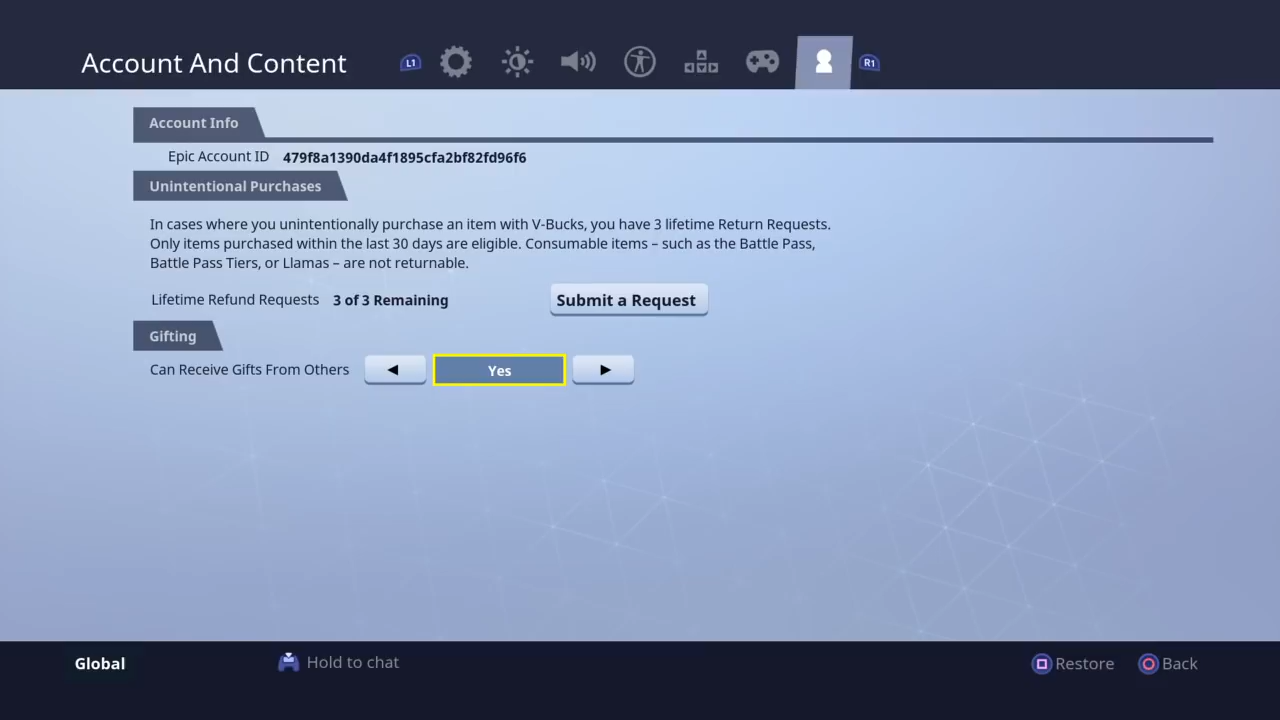 Account And Content
L1
R1
Account Info
Epic Account ID 479f8a1390da4f1895cfa2bf82fd96f6
Unintentional Purchases
In cases where you unintentionally purchase an item with V-Bucks, you have 3 lifetime Return Requests.
Only items purchased within the last 30 days are eligible. Consumable items – such as the Battle Pass,
Battle Pass Tiers, or Llamas – are not returnable.
Lifetime Refund Requests 3 of 3 Remaining Submit a Request
Gifting
Can Receive Gifts From Others Yes
Global Hold to chat Restore Back